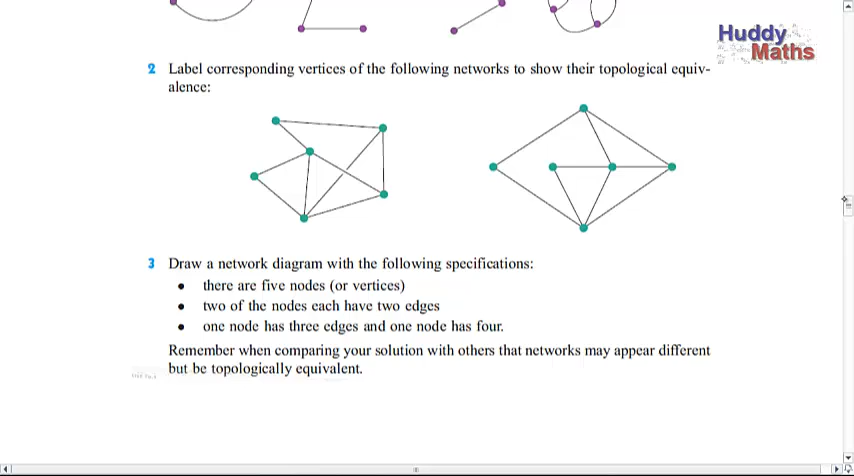 Huddy
Maths
2 Label corresponding vertices of the following networks to show their topological equiv-
alence:
3 Draw a network diagram with the following specifications:
• there are five nodes (or vertices)
• two of the nodes each have two edges
• one node has three edges and one node has four.
Remember when comparing your solution with others that networks may appear different
but be topologically equivalent.